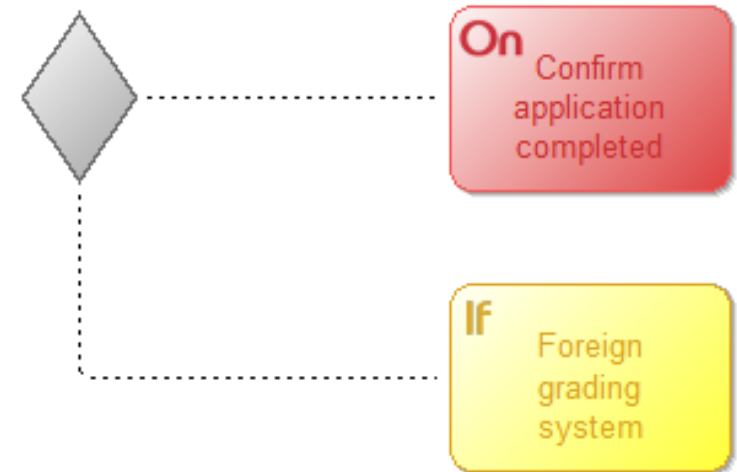 On
Confirm
application
completed
If
Foreign
grading
system